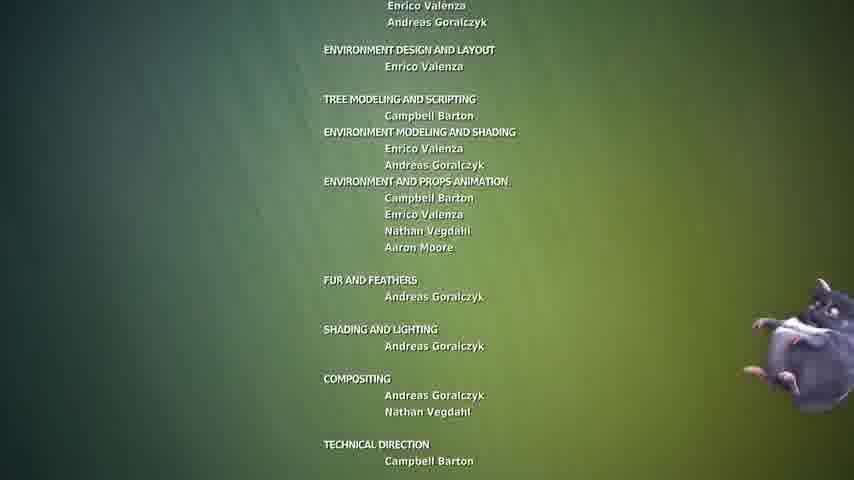 Enrico Valenza
Andreas Goralczyk
ENVIRONMENT DESIGN AND LAYOUT
Enrico Valenza
TREE MODELING AND SCRIPTING
Campbell Barton
ENVIRONMENT MODELING AND SHADING
Enrico Valenza
Andreas Goralczyk
ENVIRONMENT AND PROPS ANIMATION
Campbell Barton
Enrico Valenza
Nathan Vegdahl
Aaron Moore
FUR AND FEATHERS
Andreas Goralczyk
SHADING AND LIGHTING
Andreas Goralczyk
COMPOSITING
Andreas Goralczyk
Nathan Vegdahl
TECHNICAL DIRECTION
Campbell Barton